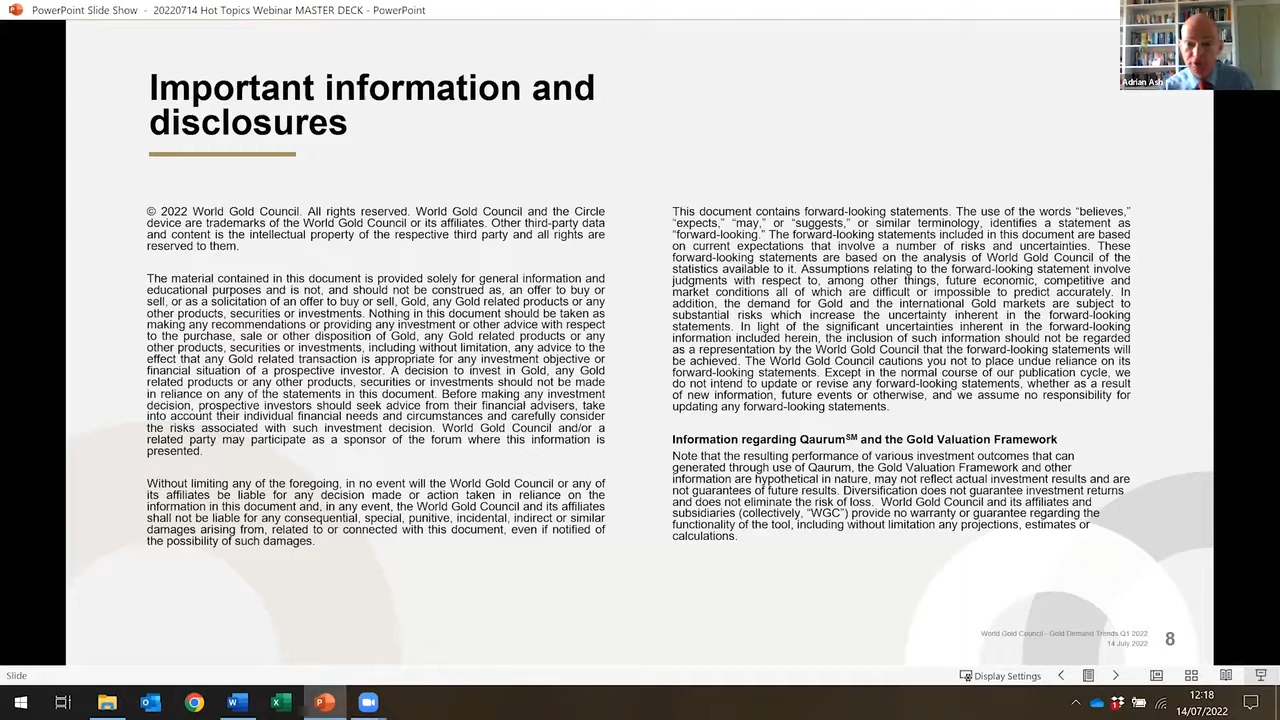 PowerPoint Slide Show - 20220714 Hot Topics Webinar MASTER DECK - PowerPoint
Adrian Ash
Important information and
disclosures
© 2022 World Gold Council. All rights reserved. World Gold Council and the Circle
device are trademarks of the World Gold Council or its affiliates. Other third-party data
and content is the intellectual property of the respective third party and all rights are
reserved to them.
The material contained in this document is provided solely for general information and
educational purposes and is not, and should not be construed as, an offer to buy or
sell, or as a solicitation of an offer to buy or sell, Gold, any Gold related products or any
other products, securities or investments. Nothing in this document should be taken as
making any recommendations or providing any investment or other advice with respect
to the purchase, sale or other disposition of Gold, any Gold related products or any
other products, securities or investments, including without limitation, any advice to the
effect that any Gold related transaction is appropriate for any investment objective or
financial situation of a prospective investor. A decision to invest in Gold, any Gold
related products or any other products, securities or investments should not be made
in reliance on any of the statements in this document. Before making any investment
decision, prospective investors should seek advice from their financial advisers, take
into account their individual financial needs and circumstances and carefully consider
the risks associated with such investment decision. World Gold Council and/or a
related party may participate as a sponsor of the forum where this information is
presented.
Without limiting any of the foregoing, in no event will the World Gold Council or any of
its affiliates be liable for any decision made or action taken in reliance on the
information in this document and, in any event, the World Gold Council and its affiliates
shall not be liable for any consequential, special, punitive, incidental, indirect or similar
damages arising from, related to or connected with this document, even if notified of
the possibility of such damages.
This document contains forward-looking statements. The use of the words “believes,”
“expects,” “may,” or “suggests,” or similar terminology, identifies a statement as
“forward-looking.” The forward-looking statements included in this document are based
on current expectations that involve a number of risks and uncertainties. These
forward-looking statements are based on the analysis of World Gold Council of the
statistics available to it. Assumptions relating to the forward-looking statement involve
judgments with respect to, among other things, future economic, competitive and
market conditions all of which are difficult or impossible to predict accurately. In
addition, the demand for Gold and the international Gold markets are subject to
substantial risks which increase the uncertainty inherent in the forward-looking
statements. In light of the significant uncertainties inherent in the forward-looking
information included herein, the inclusion of such information should not be regarded
as a representation by the World Gold Council that the forward-looking statements will
be achieved. The World Gold Council cautions you not to place undue reliance on its
forward-looking statements. Except in the normal course of our publication cycle, we
do not intend to update or revise any forward-looking statements, whether as a result
of new information, future events or otherwise, and we assume no responsibility for
updating any forward-looking statements.
Information regarding Qaurum℠ and the Gold Valuation Framework
Note that the resulting performance of various investment outcomes that can
generated through use of Qaurum, the Gold Valuation Framework and other
information are hypothetical in nature, may not reflect actual investment results and are
not guarantees of future results. Diversification does not guarantee investment returns
and does not eliminate the risk of loss. World Gold Council and its affiliates and
subsidiaries (collectively, “WGC”) provide no warranty or guarantee regarding the
functionality of the tool, including without limitation any projections, estimates or
calculations.
World Gold Council - Gold Demand Trends Q1 2022
14 July 2022
8
Slide
Display Settings
12:18
14/07/2022